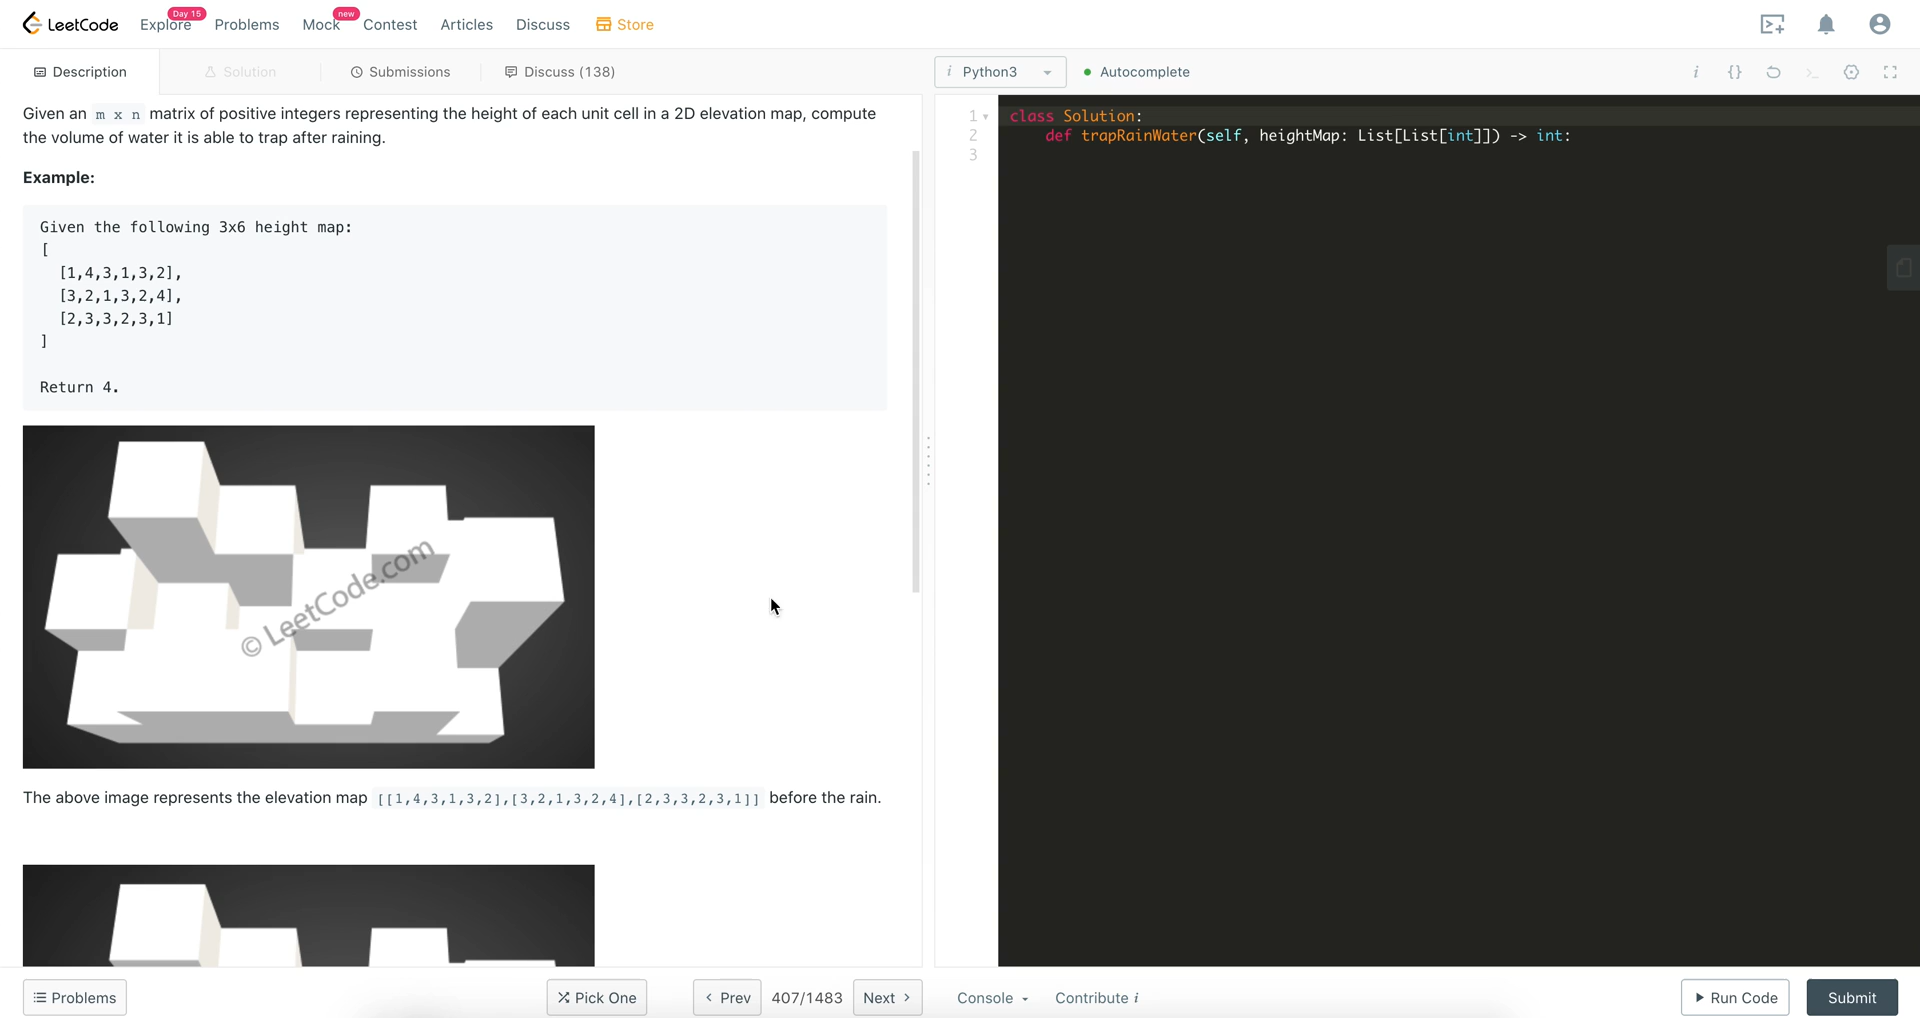 LeetCode Explore Day 15 Problems Mock new Contest Articles Discuss Store
Description Solution Submissions Discuss (138)
Given an m x n matrix of positive integers representing the height of each unit cell in a 2D elevation map, compute
the volume of water it is able to trap after raining.
Example:
Given the following 3x6 height map:
[
[1,4,3,1,3,2],
[3,2,1,3,2,4],
[2,3,3,2,3,1]
]
Return 4.
© LeetCode.com
The above image represents the elevation map [[1,4,3,1,3,2],[3,2,1,3,2,4],[2,3,3,2,3,1]] before the rain.
i Python3 Autocomplete i {} >_
1 class Solution:
2 def trapRainWater(self, heightMap: List[List[int]]) -> int:
3
Problems Pick One Prev 407/1483 Next Console Contribute i Run Code Submit